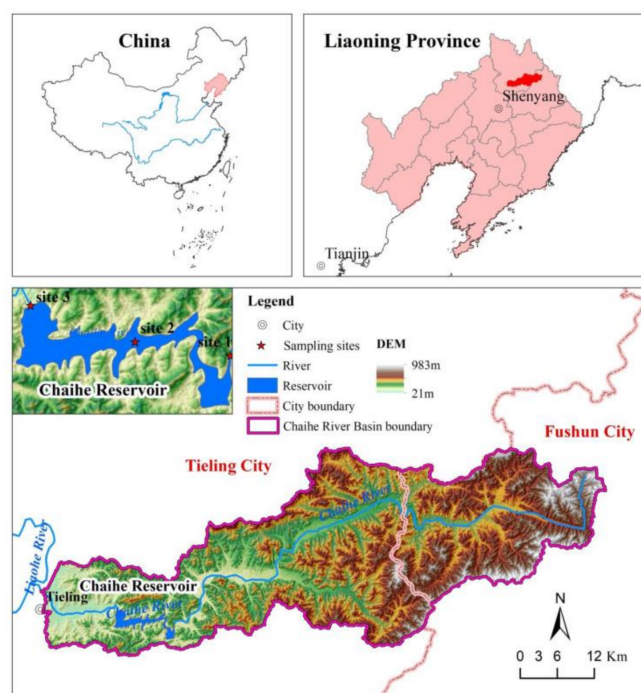 China
Liaoning Province
Shenyang
Tianjin
site 3
site 2
site 1
Chaihe Reservoir
Legend
City
Sampling sites
River
Reservoir
City boundary
Chaihe River Basin boundary
DEM
983m
21m
Fushun City
Tieling City
Chaihe River
Liaohe River
Chaihe Reservoir
Tieling
Chaihe River
N
0 3 6 12 Km